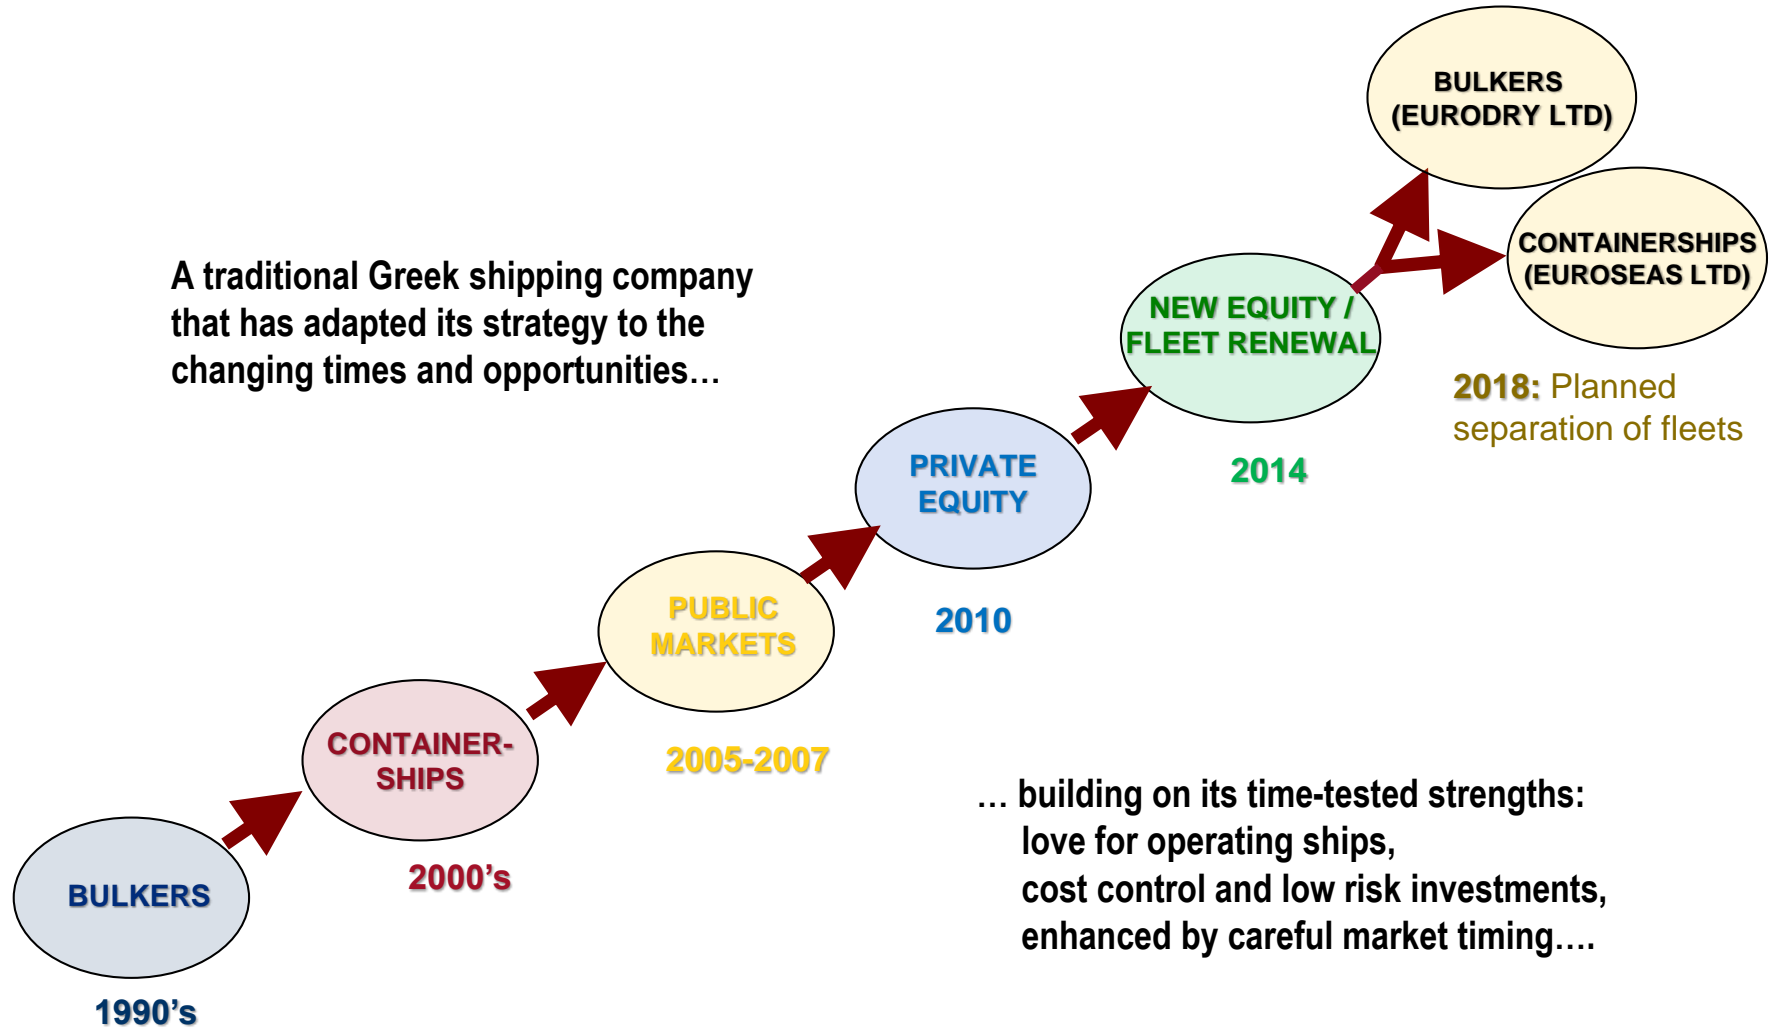 BULKERS
(EURODRY LTD)
CONTAINERSHIPS
(EUROSEAS LTD)
A traditional Greek shipping company
that has adapted its strategy to the
changing times and opportunities…
NEW EQUITY /
FLEET RENEWAL
2018: Planned
separation of fleets
2014
PRIVATE
EQUITY
2010
PUBLIC
MARKETS
2005-2007
CONTAINER-
SHIPS
2000’s
… building on its time-tested strengths:
love for operating ships,
cost control and low risk investments,
enhanced by careful market timing….
BULKERS
1990’s